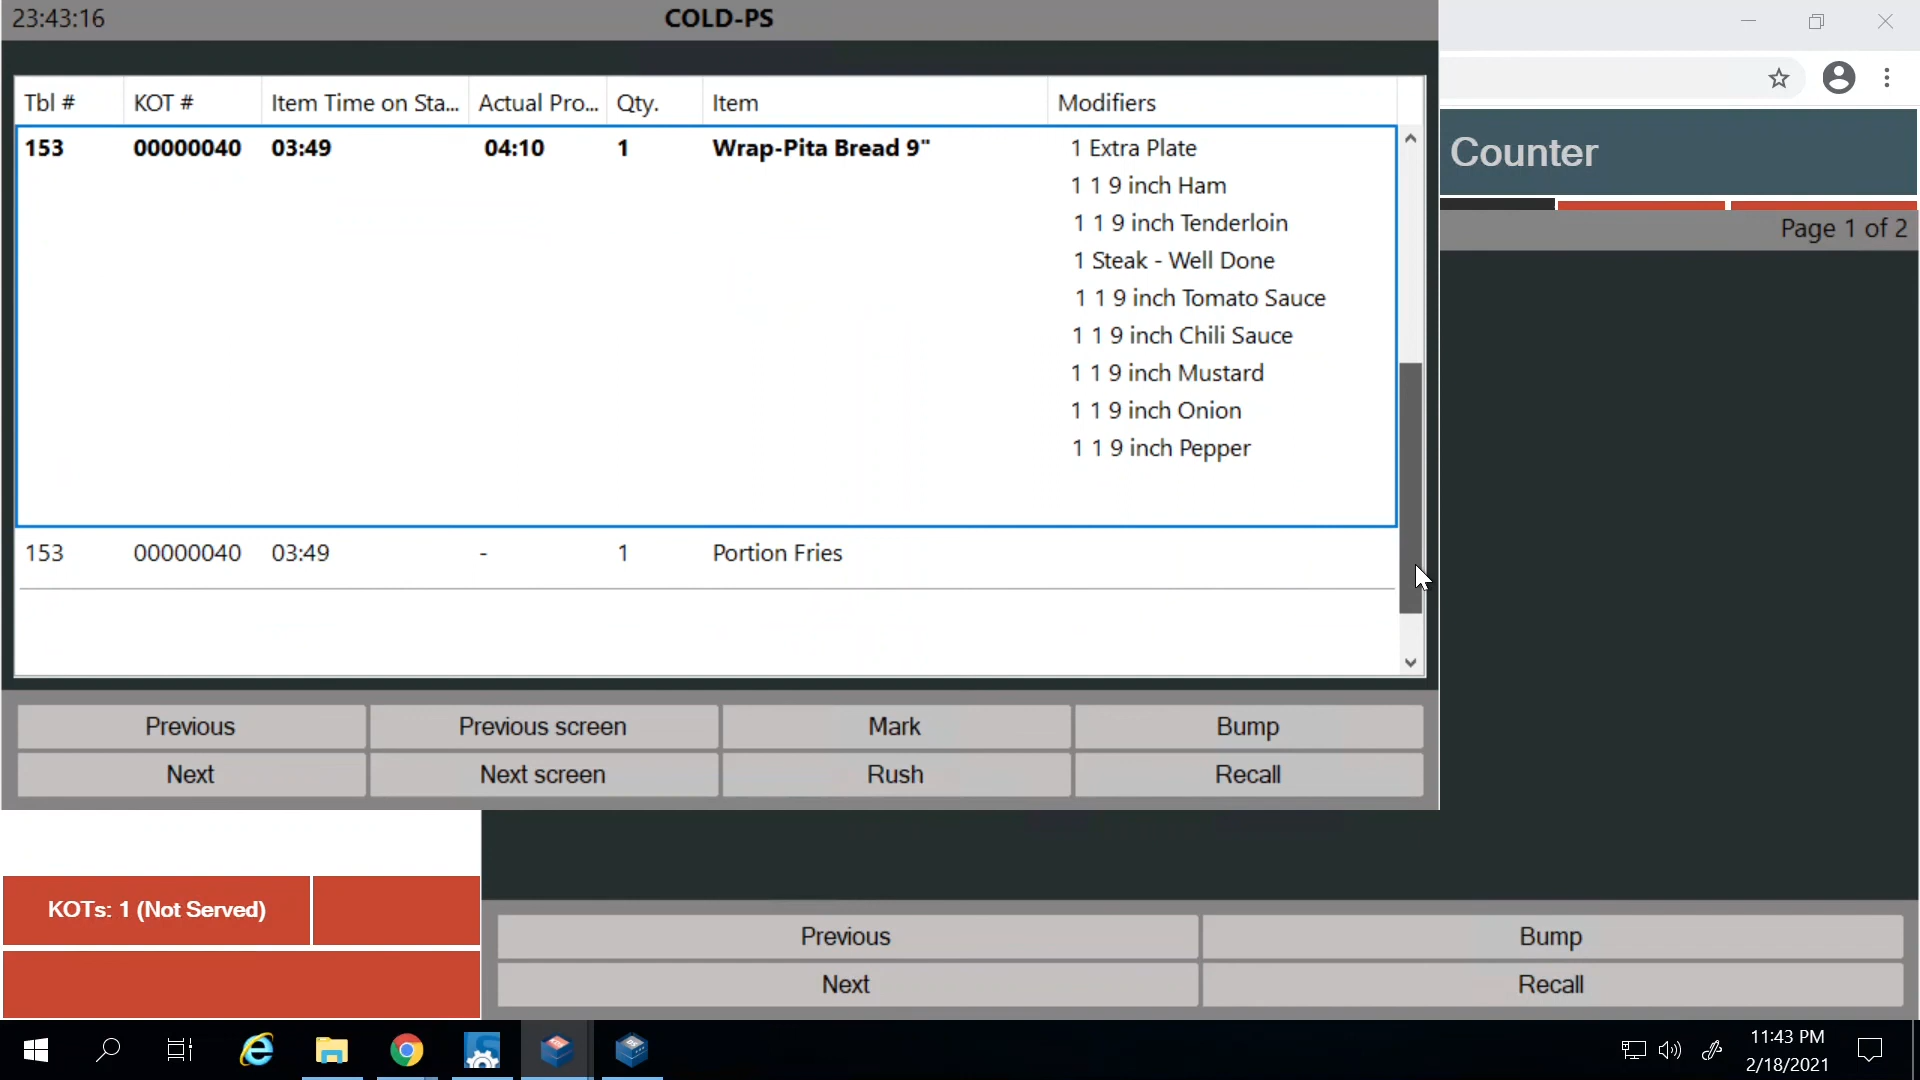 23:43:16
COLD-PS
Tbl # KOT # Item Time on Sta... Actual Pro... Qty. Item Modifiers
153 00000040 03:49 04:10 1 Wrap-Pita Bread 9" 1 Extra Plate
1 1 9 inch Ham
1 1 9 inch Tenderloin
1 Steak - Well Done
1 1 9 inch Tomato Sauce
1 1 9 inch Chili Sauce
1 1 9 inch Mustard
1 1 9 inch Onion
1 1 9 inch Pepper
153 00000040 03:49 - 1 Portion Fries
Previous Previous screen Mark Bump
Next Next screen Rush Recall
Counter
Page 1 of 2
KOTs: 1 (Not Served)
Previous Bump
Next Recall
11:43 PM
2/18/2021